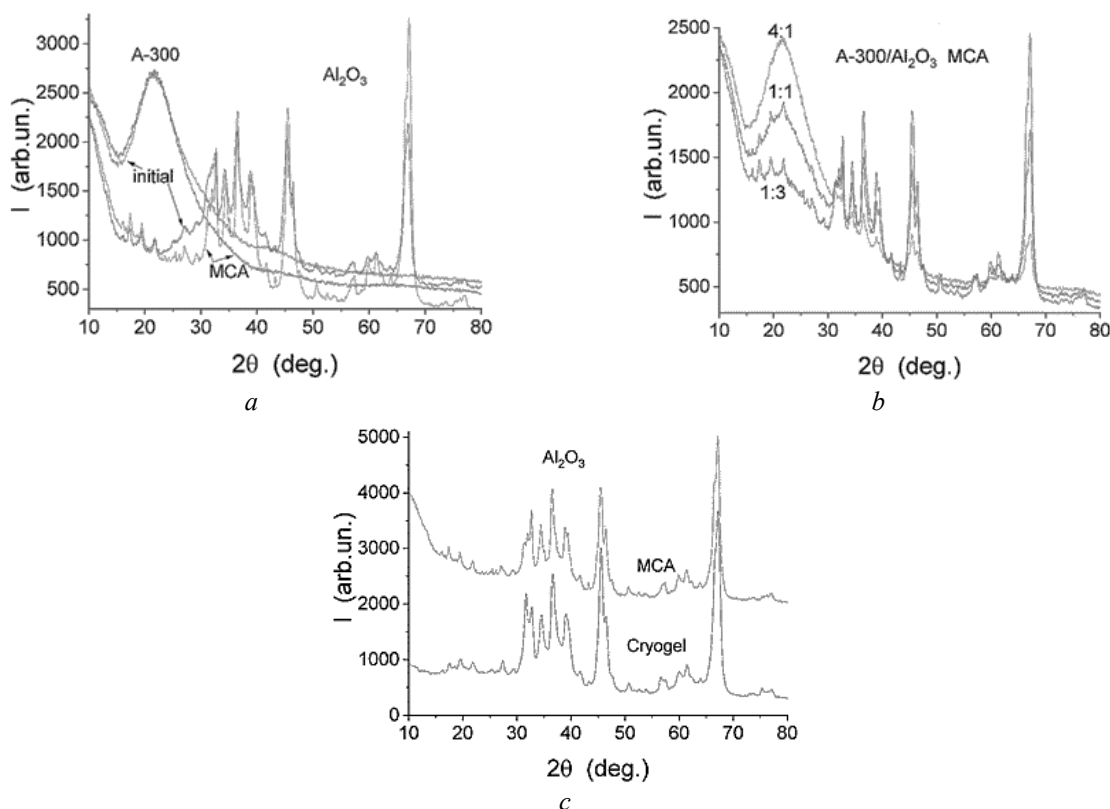 A-300
Al₂O₃
initial
MCA
I (arb.un.)
3000
2500
2000
1500
1000
500
10 20 30 40 50 60 70 80
2θ (deg.)
a
4:1
A-300/Al₂O₃ MCA
1:1
1:3
I (arb.un.)
2500
2000
1500
1000
500
10 20 30 40 50 60 70 80
2θ (deg.)
b
Al₂O₃
MCA
Cryogel
I (arb.un.)
5000
4000
3000
2000
1000
0
10 20 30 40 50 60 70 80
2θ (deg.)
c